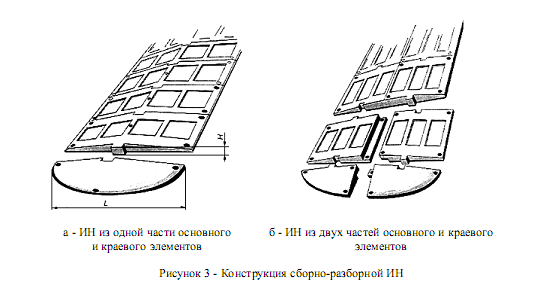 H
L
а - ИН из одной части основного
и краевого элементов
б - ИН из двух частей основного и краевого
элементов
Рисунок 3 - Конструкция сборно-разборной ИН